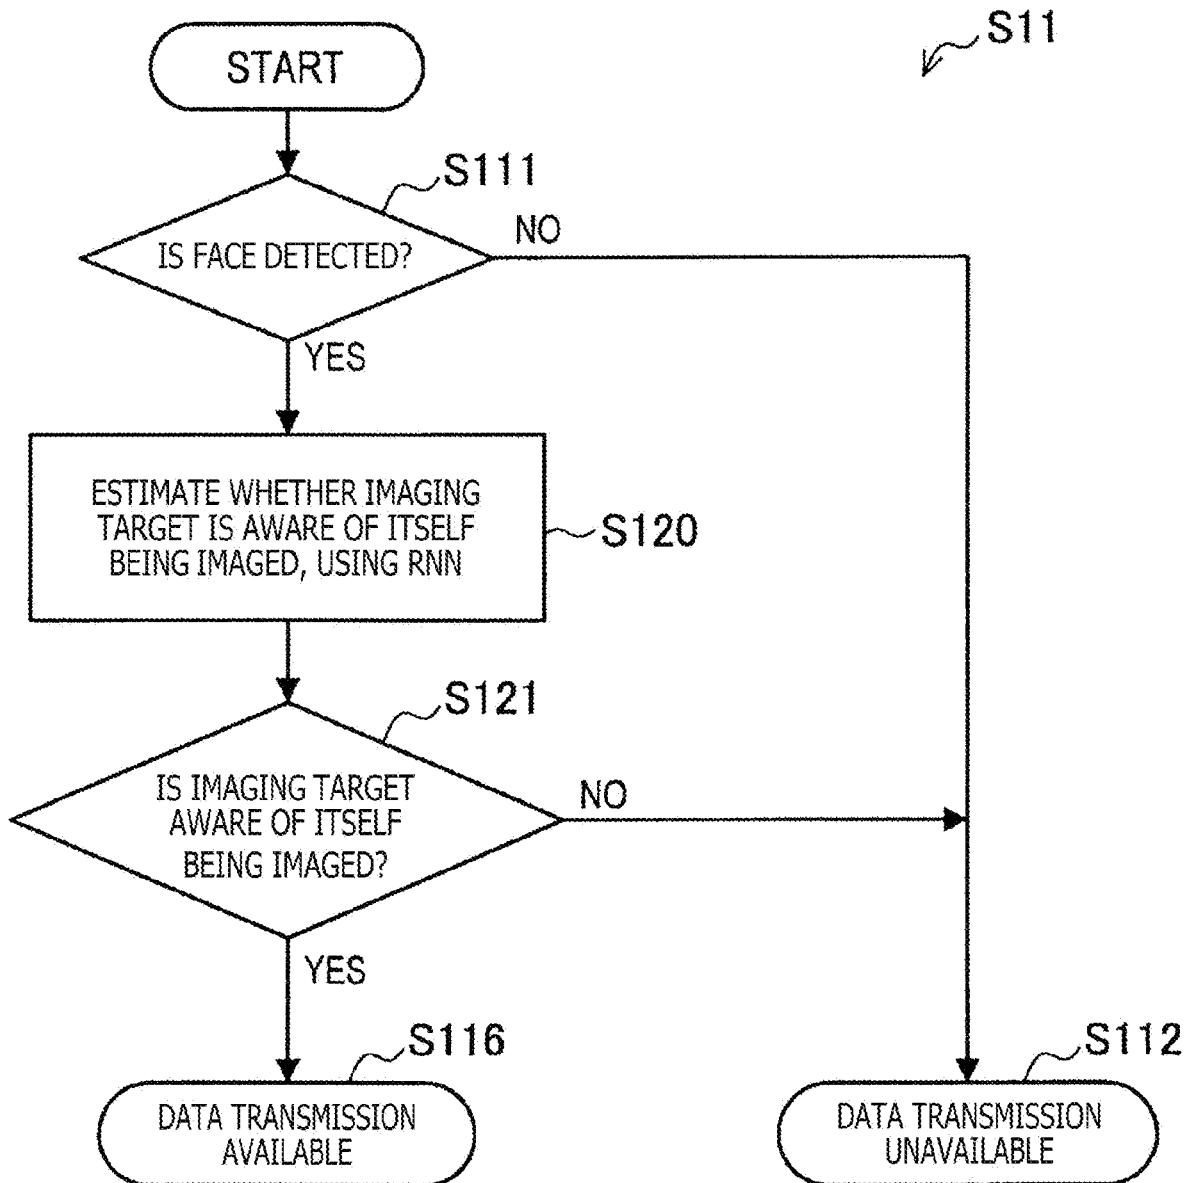 S11
START
S111
IS FACE DETECTED?
NO
YES
ESTIMATE WHETHER IMAGING
TARGET IS AWARE OF ITSELF
BEING IMAGED, USING RNN
S120
S121
IS IMAGING TARGET
AWARE OF ITSELF
BEING IMAGED?
NO
YES
S116
DATA TRANSMISSION
AVAILABLE
S112
DATA TRANSMISSION
UNAVAILABLE